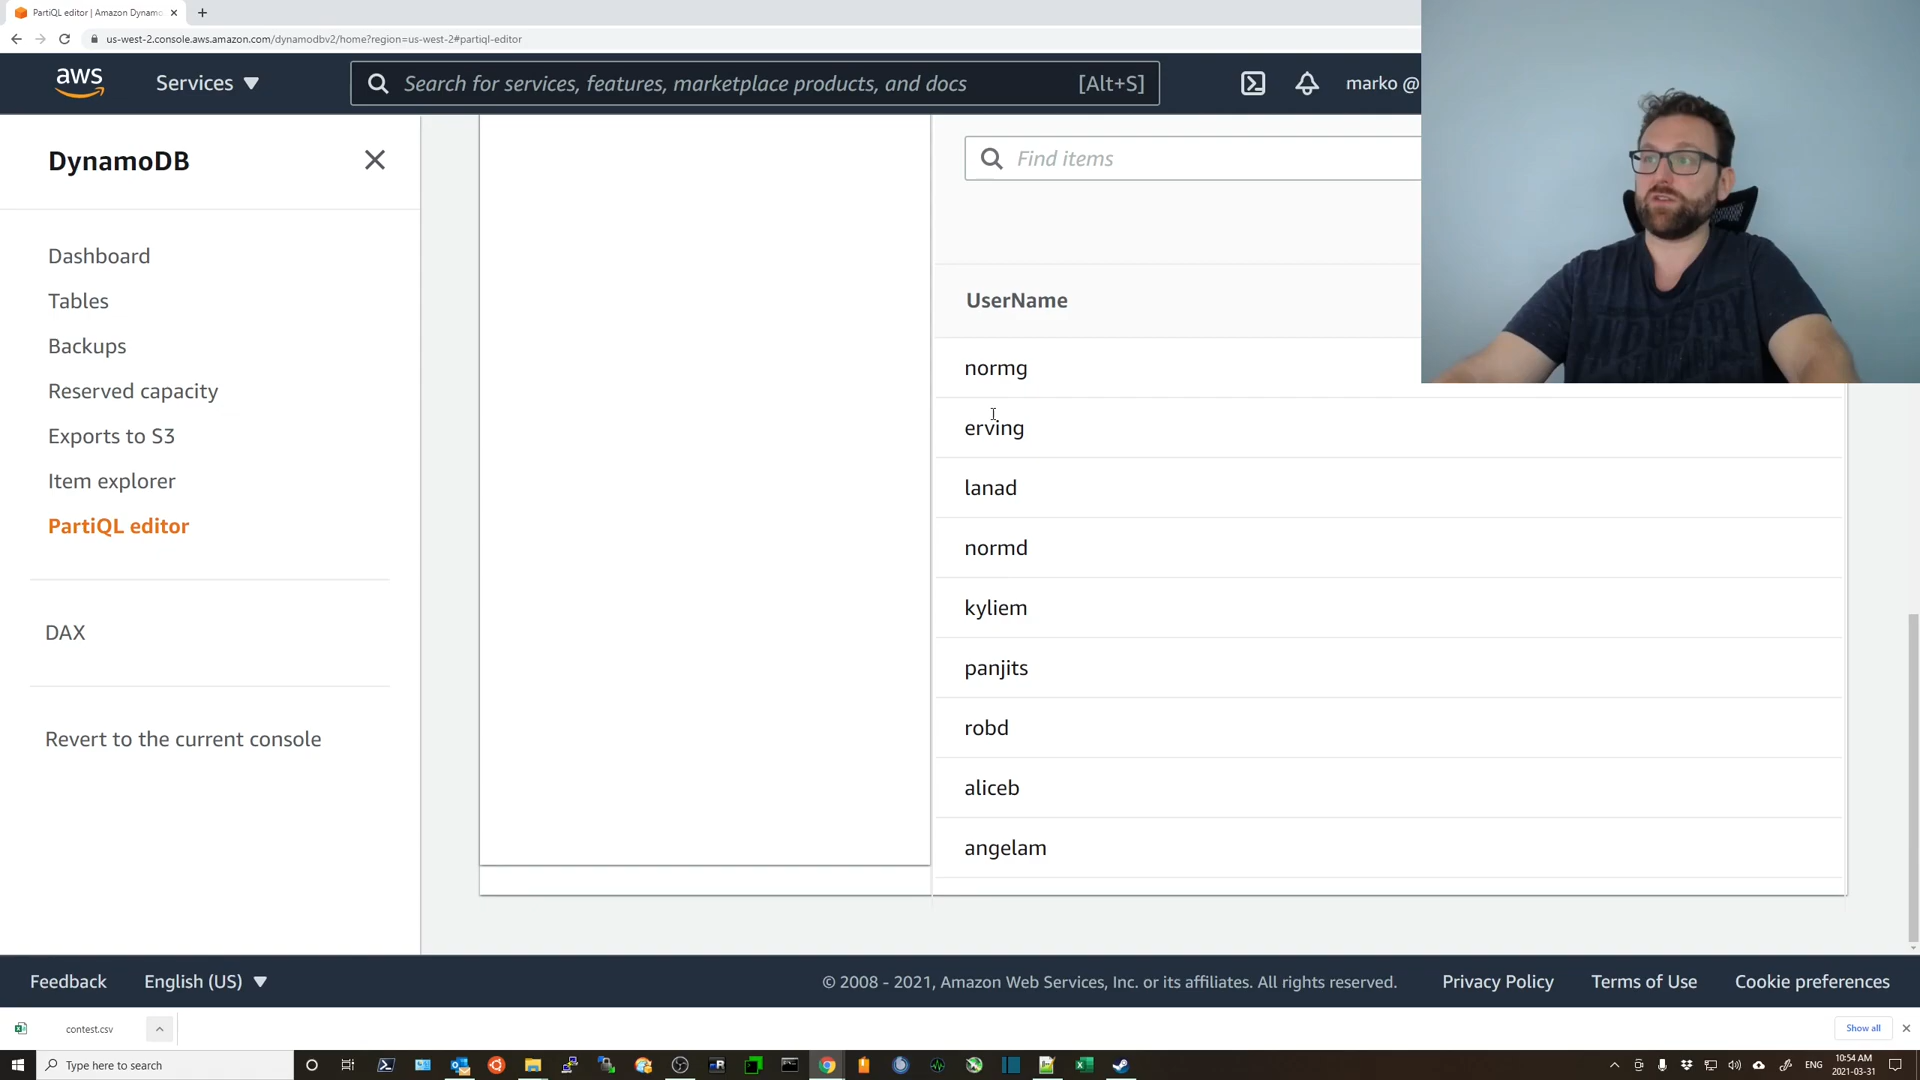 PartiQL editor | Amazon Dynamo
us-west-2.console.aws.amazon.com/dynamodbv2/home?region=us-west-2#partiql-editor
aws
Services
Search for services, features, marketplace products, and docs
[Alt+S]
marko @
DynamoDB
Dashboard
Tables
Backups
Reserved capacity
Exports to S3
Item explorer
PartiQL editor
DAX
Revert to the current console
Find items
UserName
normg
erving
lanad
normd
kyliem
panjits
robd
aliceb
angelam
Feedback
English (US)
© 2008 - 2021, Amazon Web Services, Inc. or its affiliates. All rights reserved.
Privacy Policy
Terms of Use
Cookie preferences
contest.csv
Show all
Type here to search
ENG
10:54 AM
2021-03-31